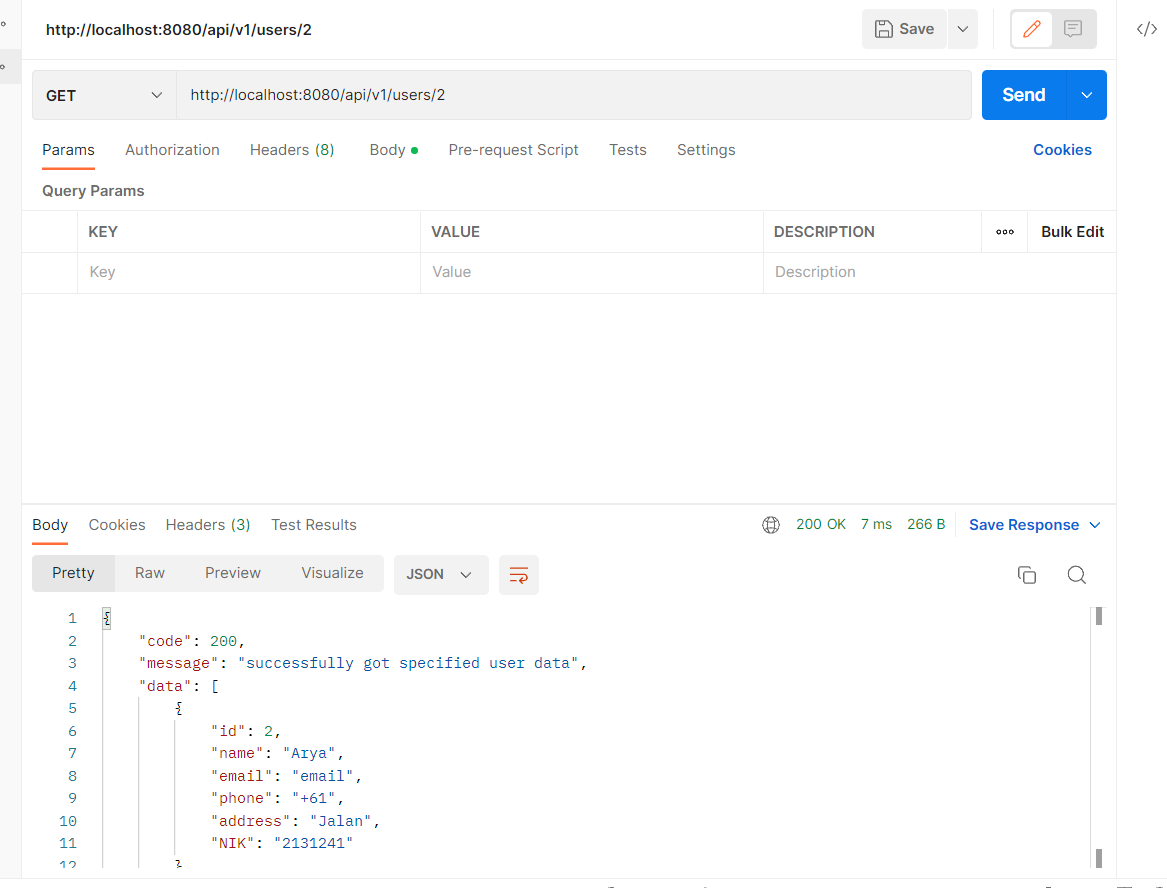 http://localhost:8080/api/v1/users/2
Save
</>
GET
http://localhost:8080/api/v1/users/2
Send
Params Authorization Headers (8) Body Pre-request Script Tests Settings Cookies
Query Params
KEY VALUE DESCRIPTION ooo Bulk Edit
Key Value Description
Body Cookies Headers (3) Test Results 200 OK 7 ms 266 B Save Response
Pretty Raw Preview Visualize JSON
1 {
2 "code": 200,
3 "message": "successfully got specified user data",
4 "data": [
5 {
6 "id": 2,
7 "name": "Arya",
8 "email": "email",
9 "phone": "+61",
10 "address": "Jalan",
11 "NIK": "2131241"
12 }